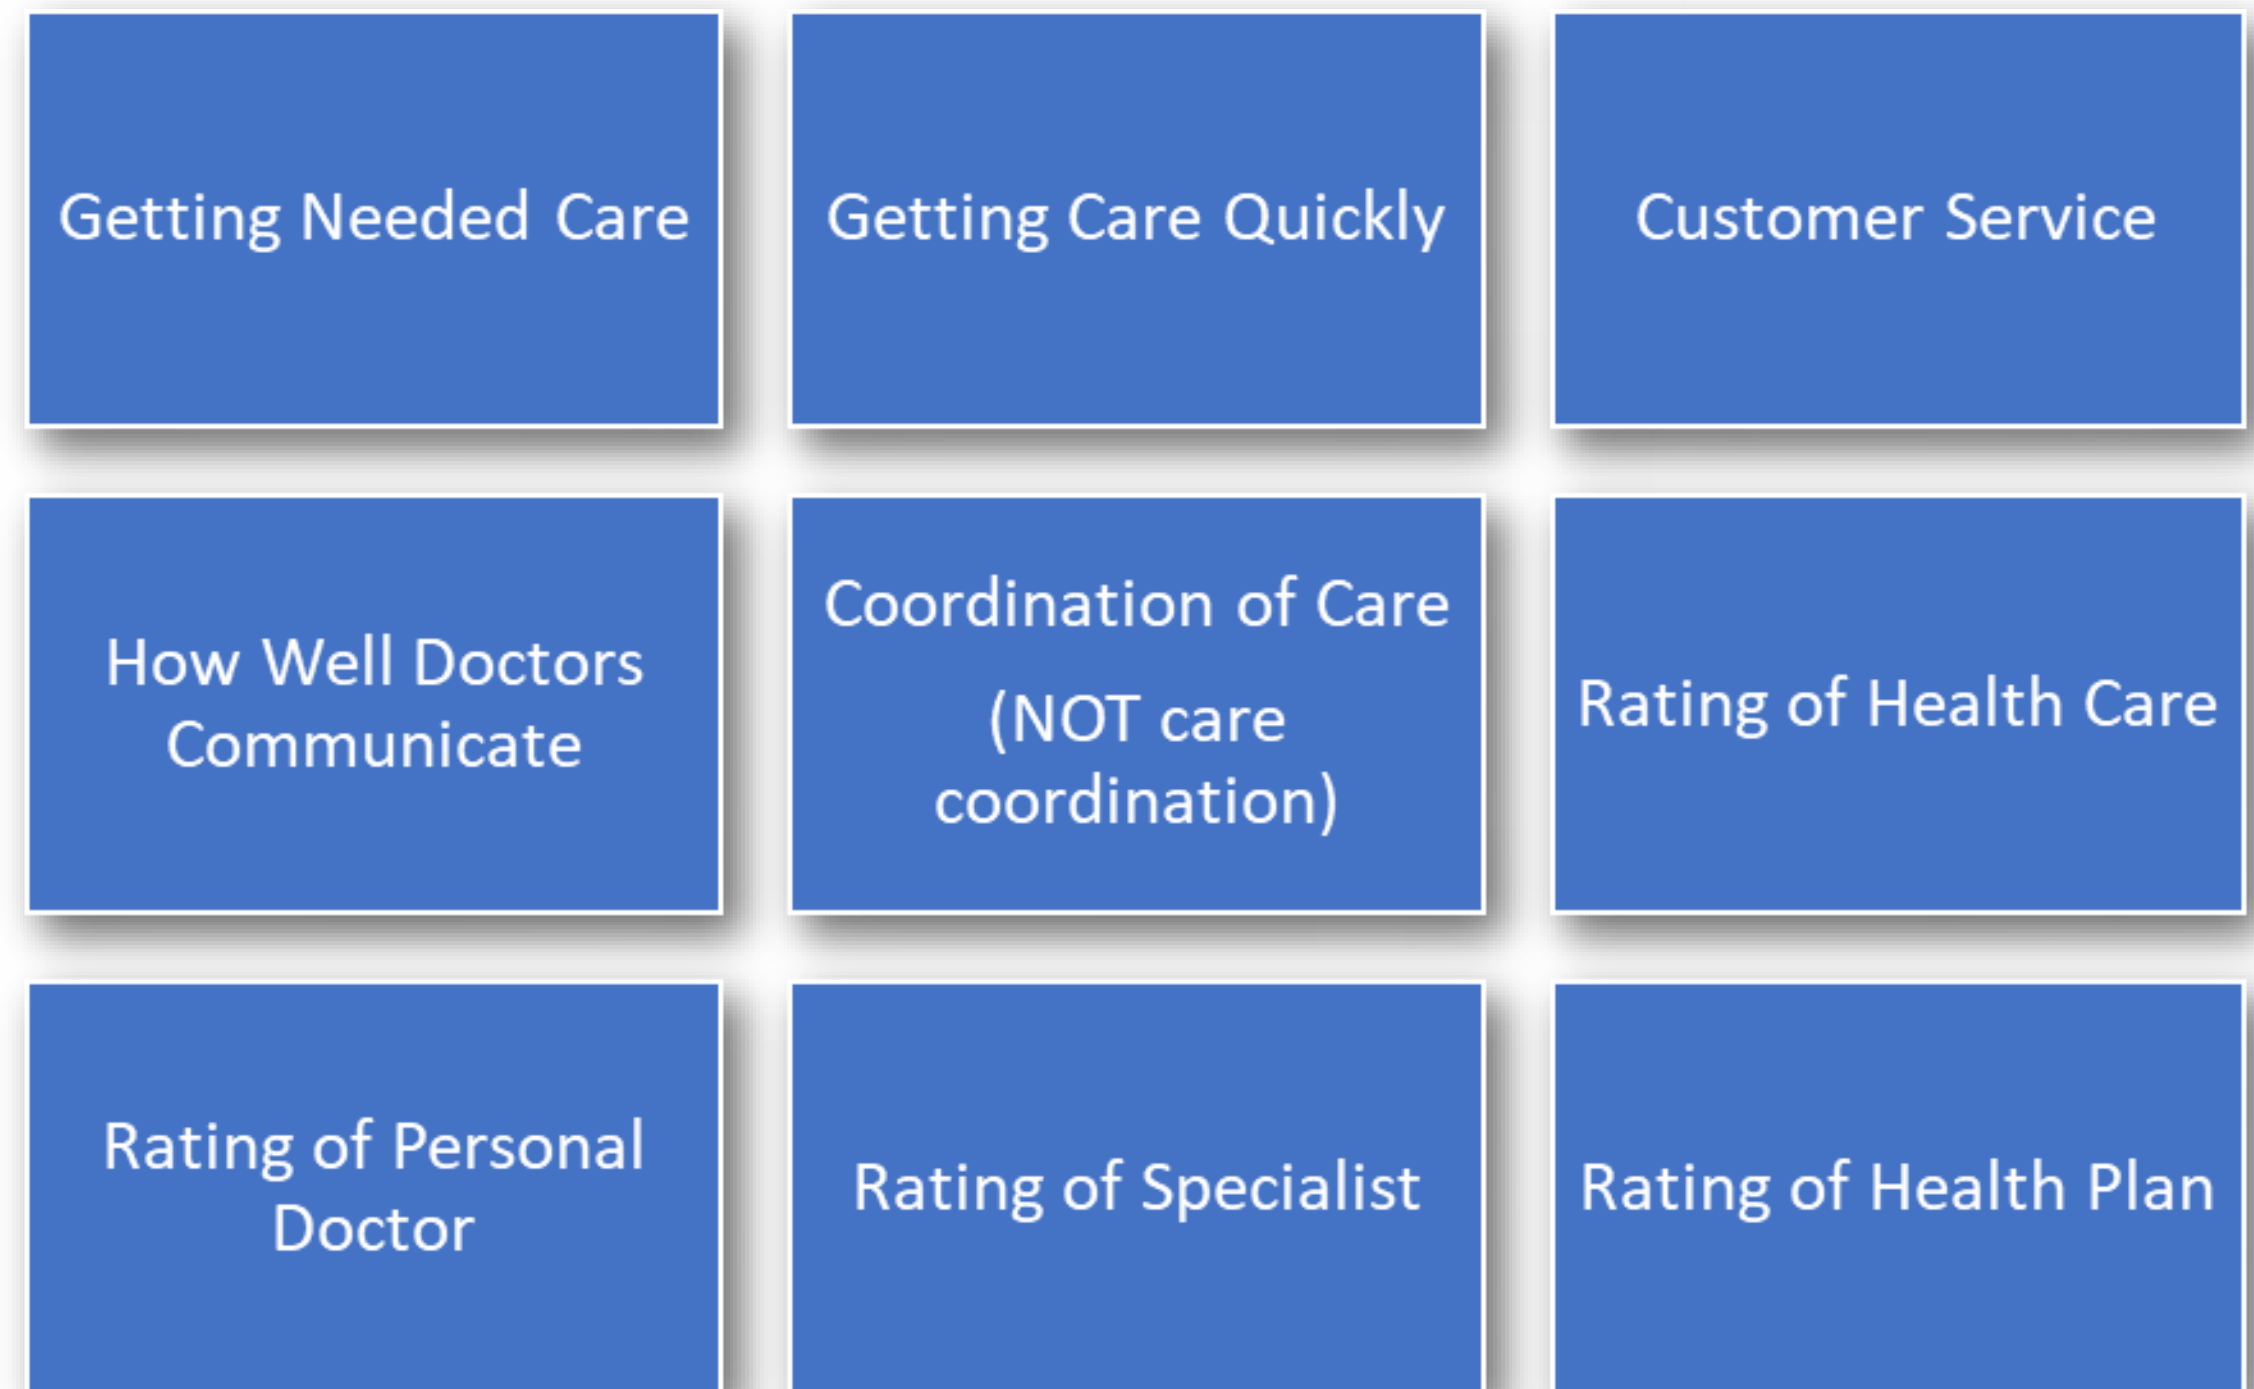 Getting Needed Care
Getting Care Quickly
Customer Service
How Well Doctors
Communicate
Coordination of Care
(NOT care
coordination)
Rating of Health Care
Rating of Personal
Doctor
Rating of Specialist
Rating of Health Plan